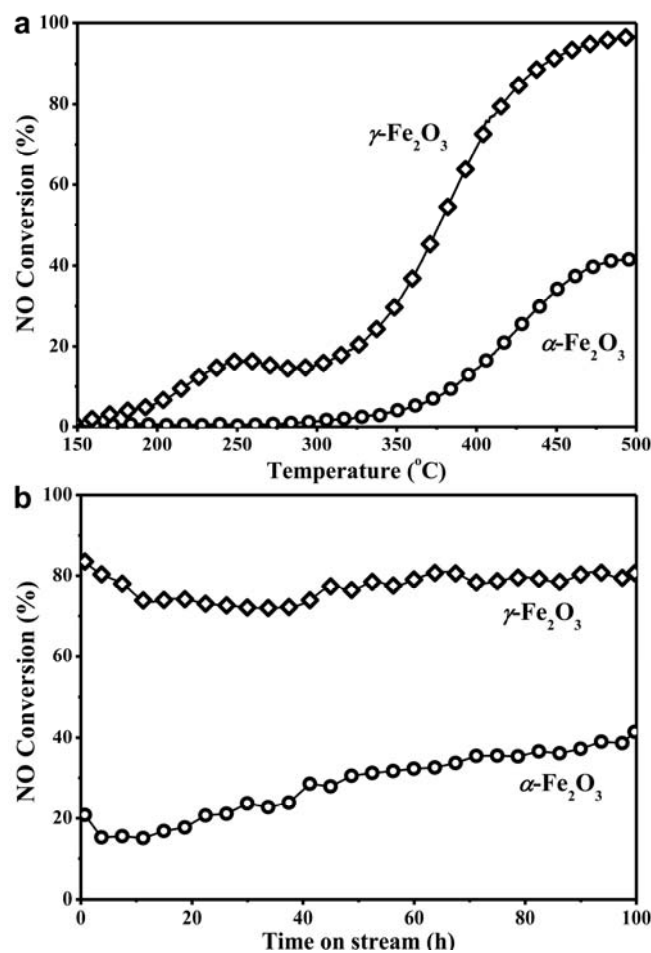 a
100
80
60
40
20
0
NO Conversion (%)
γ-Fe₂O₃
α-Fe₂O₃
150 200 250 300 350 400 450 500
Temperature (°C)
b
100
80
60
40
20
0
NO Conversion (%)
γ-Fe₂O₃
α-Fe₂O₃
0 20 40 60 80 100
Time on stream (h)